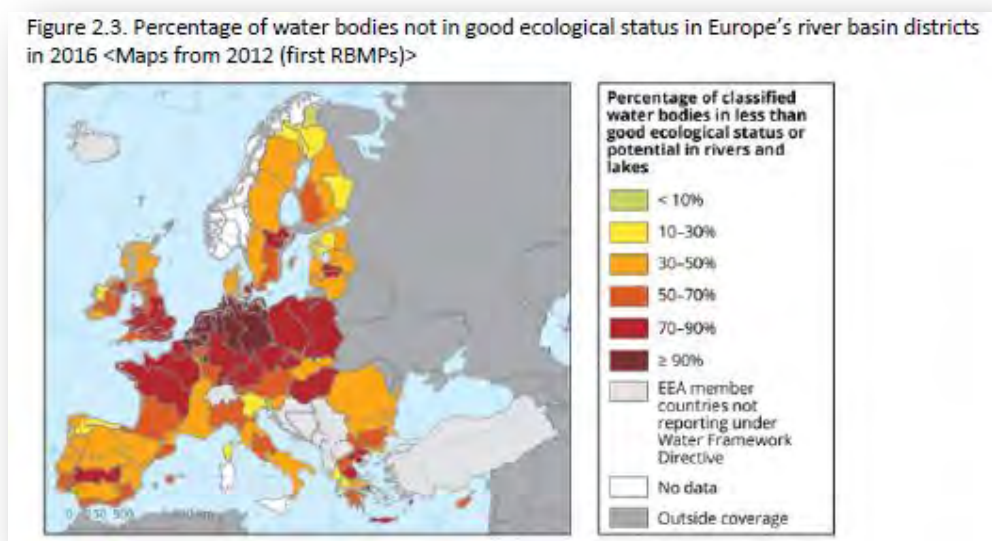 Figure 2.3. Percentage of water bodies not in good ecological status in Europe's river basin districts
in 2016 <Maps from 2012 (first RBMPs)>
Percentage of classified
water bodies in less than
good ecological status or
potential in rivers and
lakes
< 10%
10-30%
30-50%
50-70%
70-90%
≥ 90%
EEA member
countries not
reporting under
Water Framework
Directive
No data
Outside coverage